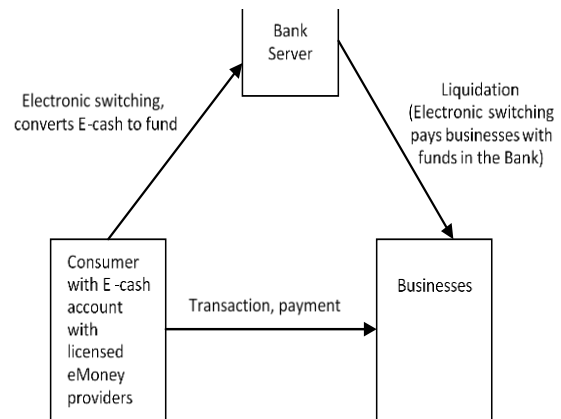 Bank
Server
Electronic switching,
converts E-cash to fund
Liquidation
(Electronic switching
pays businesses with
funds in the Bank)
Consumer
with E -cash
account
with
licensed
eMoney
providers
Transaction, payment
Businesses